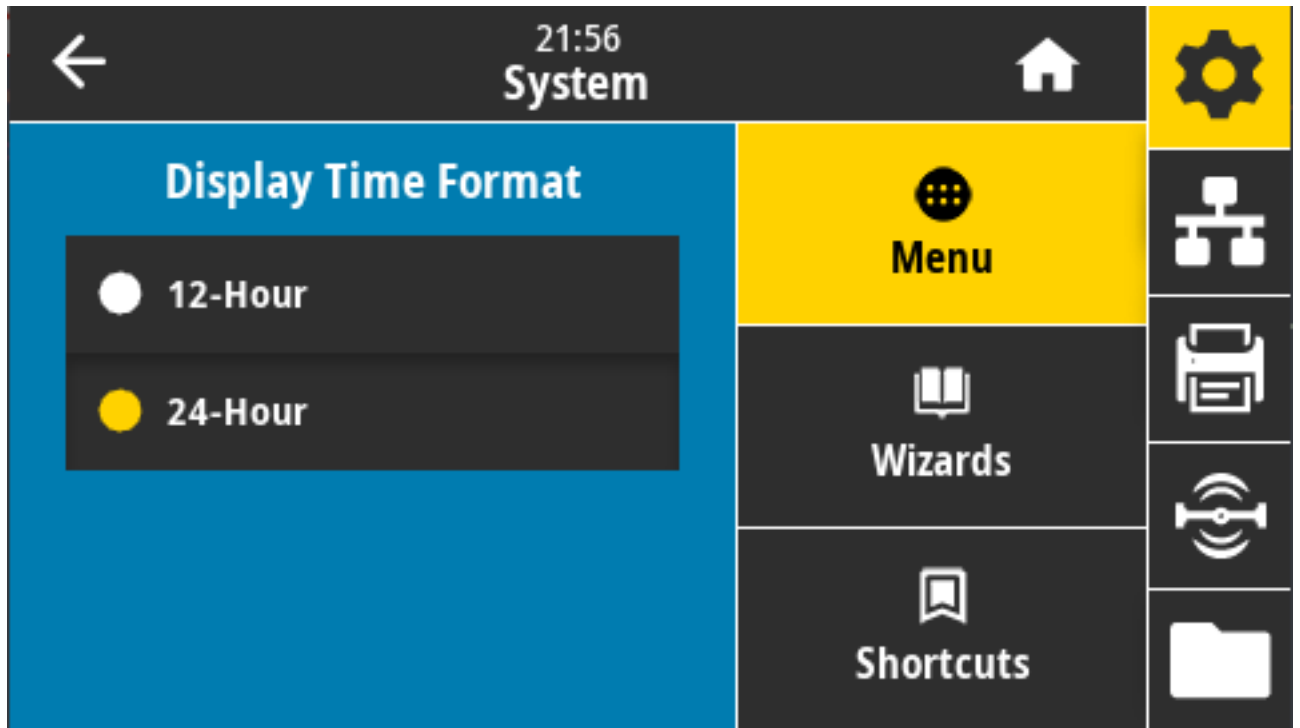 21:56
System
Display Time Format
12-Hour
24-Hour
Menu
Wizards
Shortcuts